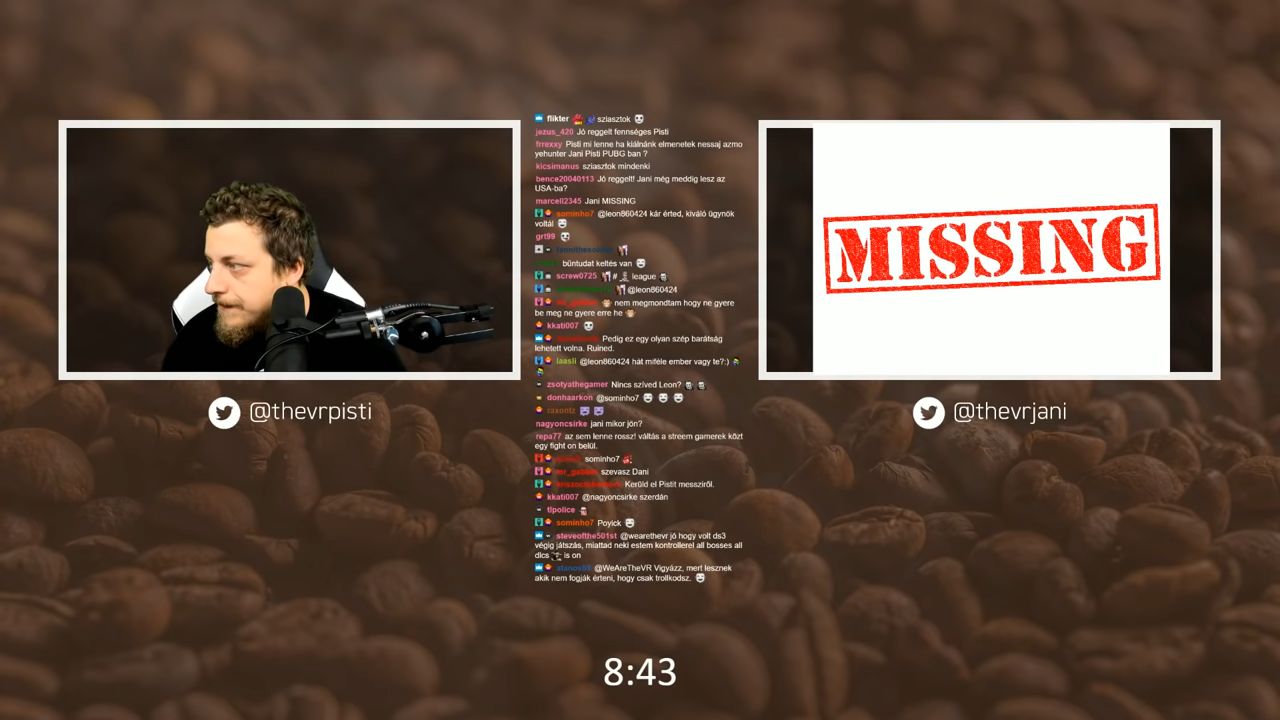 flikter sziasztok
jezus_420 Jó reggelt fennséges Pisti
frrexxy Pisti mi lenne ha kiálnánk elmenetek nessaj azmo
yehunter Jani Pisti PUBG ban ?
kicsimanus sziasztok mindenki
bence20040113 Jó reggelt! Jani még meddig lesz az
USA-ba?
marcell2345 Jani MISSING
sominho7 @leon860424 kár érted, kiváló ügynök
voltál
grt99
bűntudat keltés van
screw0725 # league
@leon860424
nem megmondtam hogy ne gyere
be meg ne gyere erre he
kkati007
Pedig ez egy olyan szép barátság
lehetett volna. Ruined.
laasli @leon860424 hát miféle ember vagy te?:)
zsotyathegamer Nincs szíved Leon?
donhaarkon @sominho7
raxontz
nagyoncsirke jani mikor jön?
repa77 az sem lenne rossz! váltás a streem gamerek közt
egy fight on belül.
sominho7
szevasz Dani
Kerüld el Pistit messziről.
kkati007 @nagyoncsirke szerdán
tlpolice
sominho7 Poyick
steveofthe501st @wearethevr jó hogy volt ds3
végig játszás, miattad neki estem kontrollerel all bosses all
dlcs is on
@WeAreTheVR Vigyázz, mert lesznek
akik nem fogják érteni, hogy csak trollkodsz.
MISSING
@thevrpisti
@thevrjani
8:43